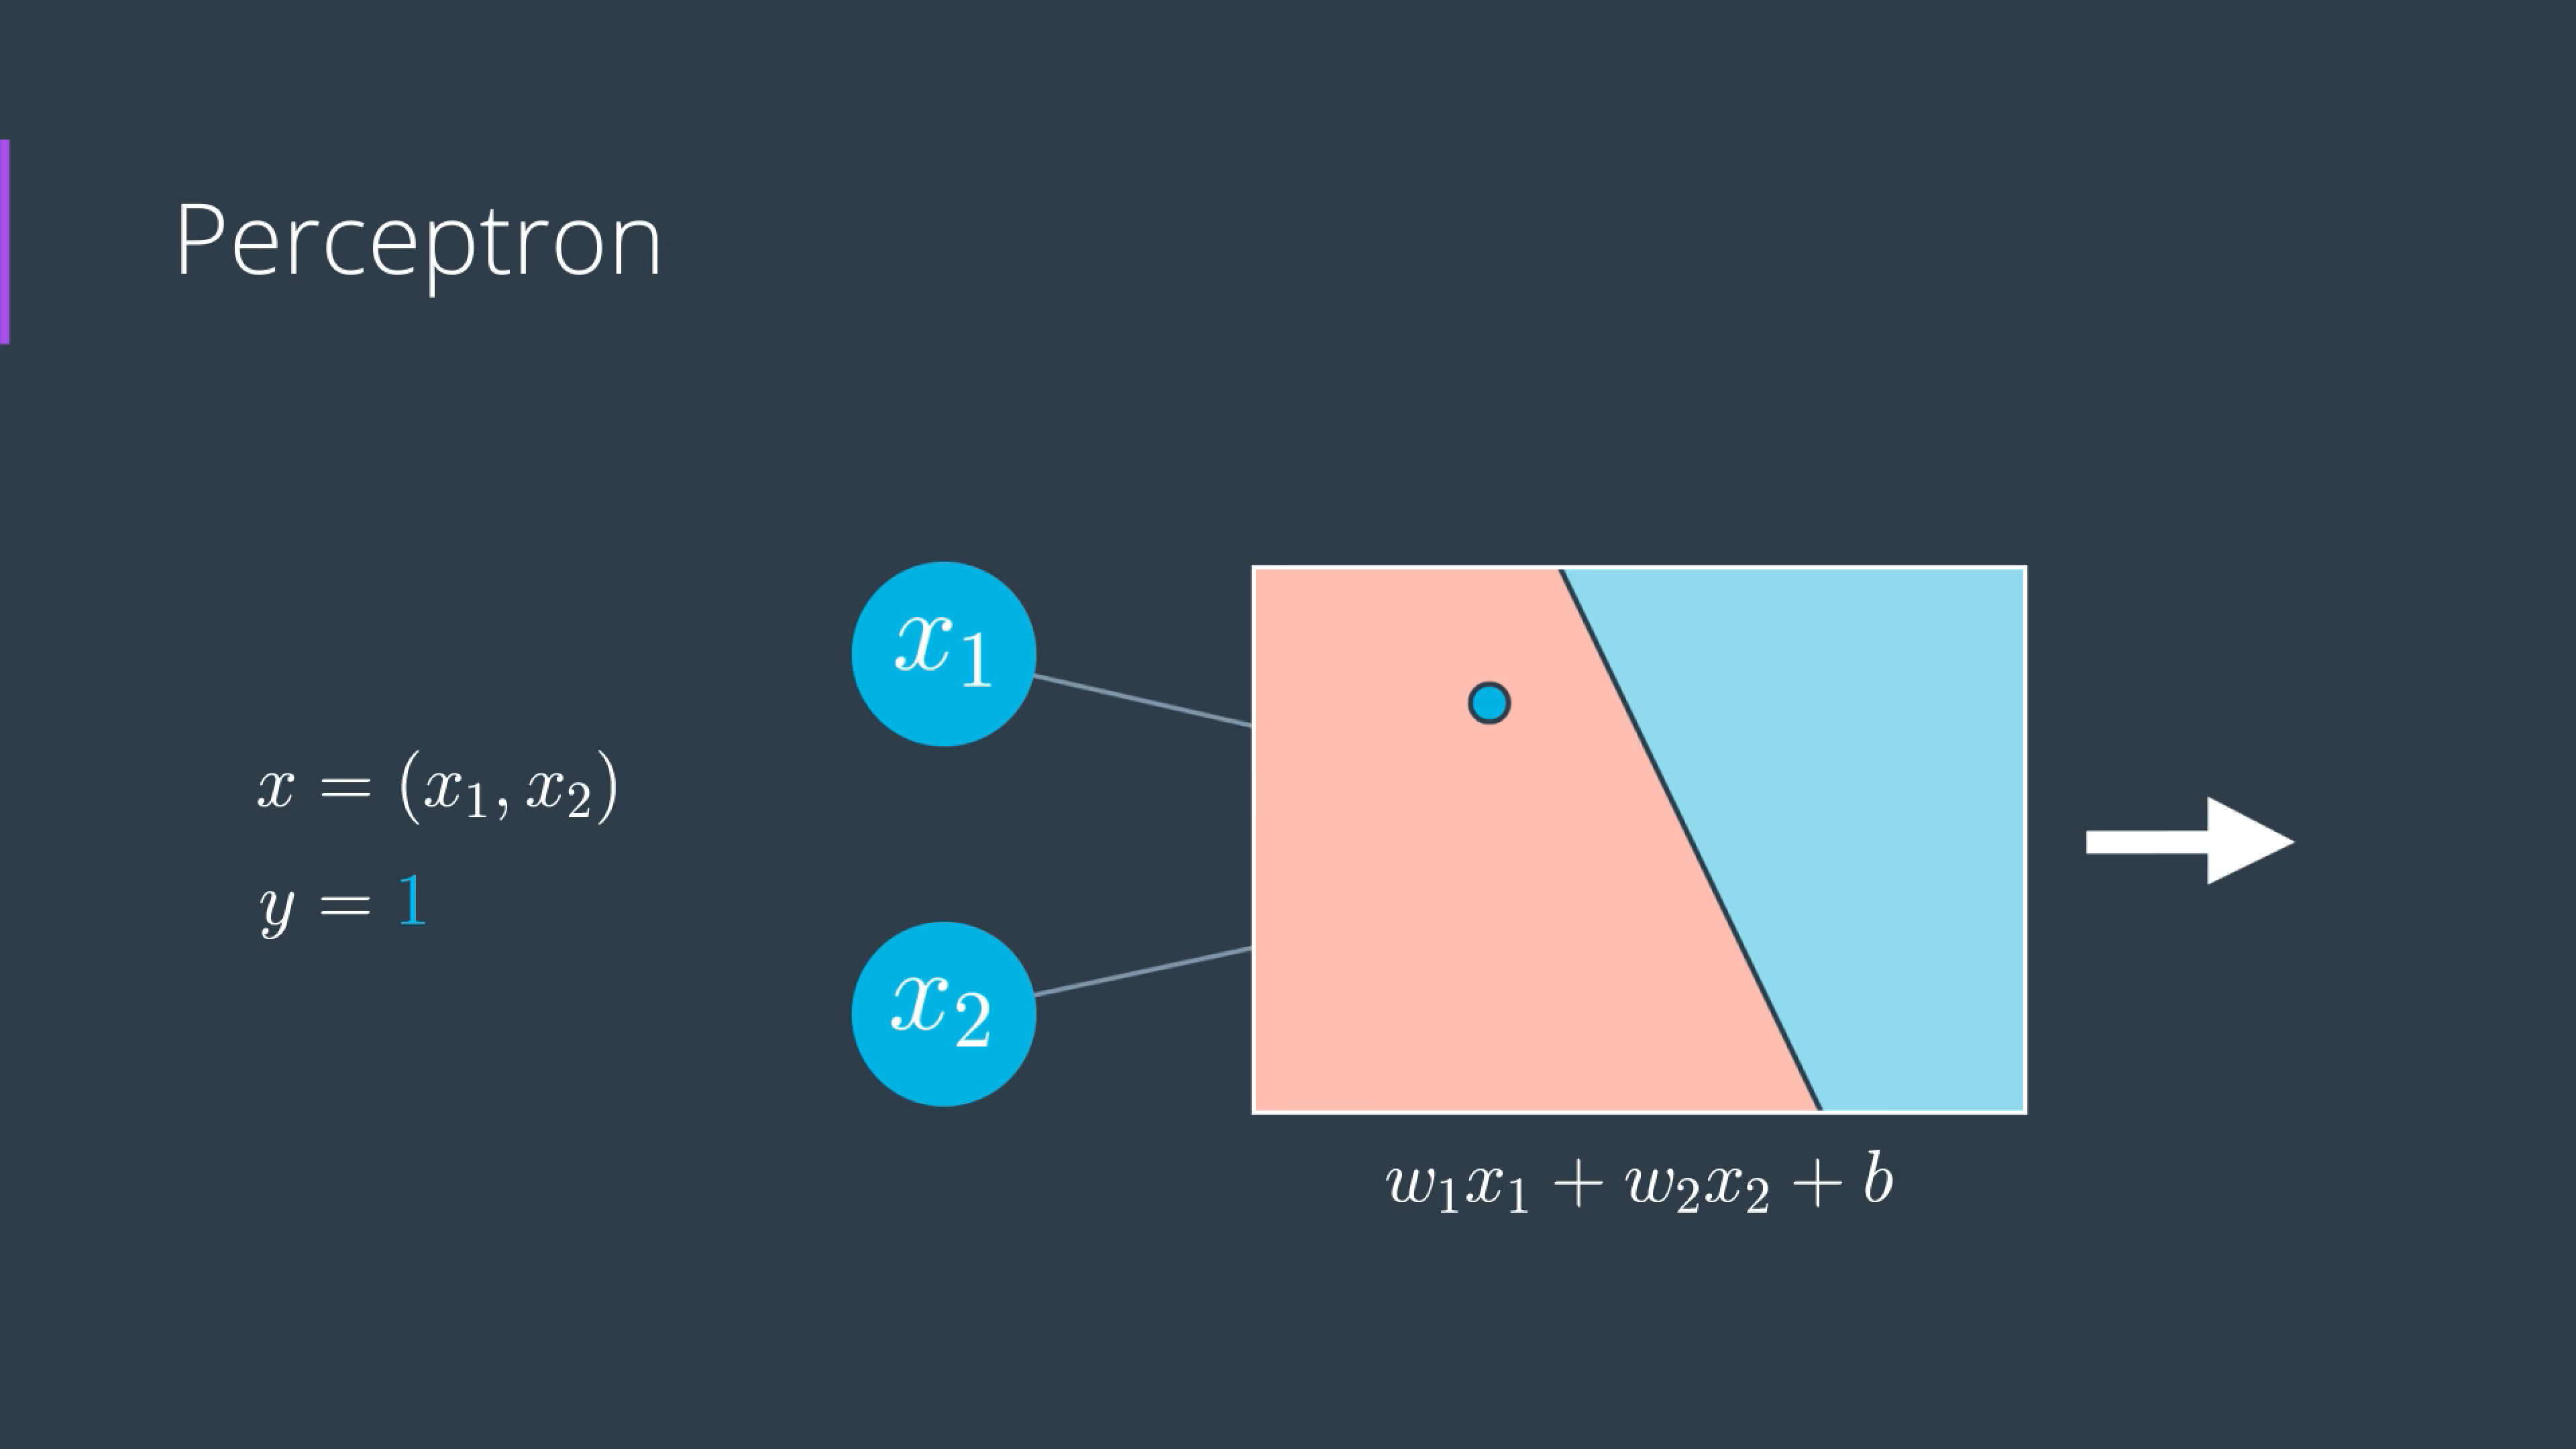 Perceptron
x = (x₁, x₂)
y = 1
x₁
x₂
w₁x₁ + w₂x₂ + b